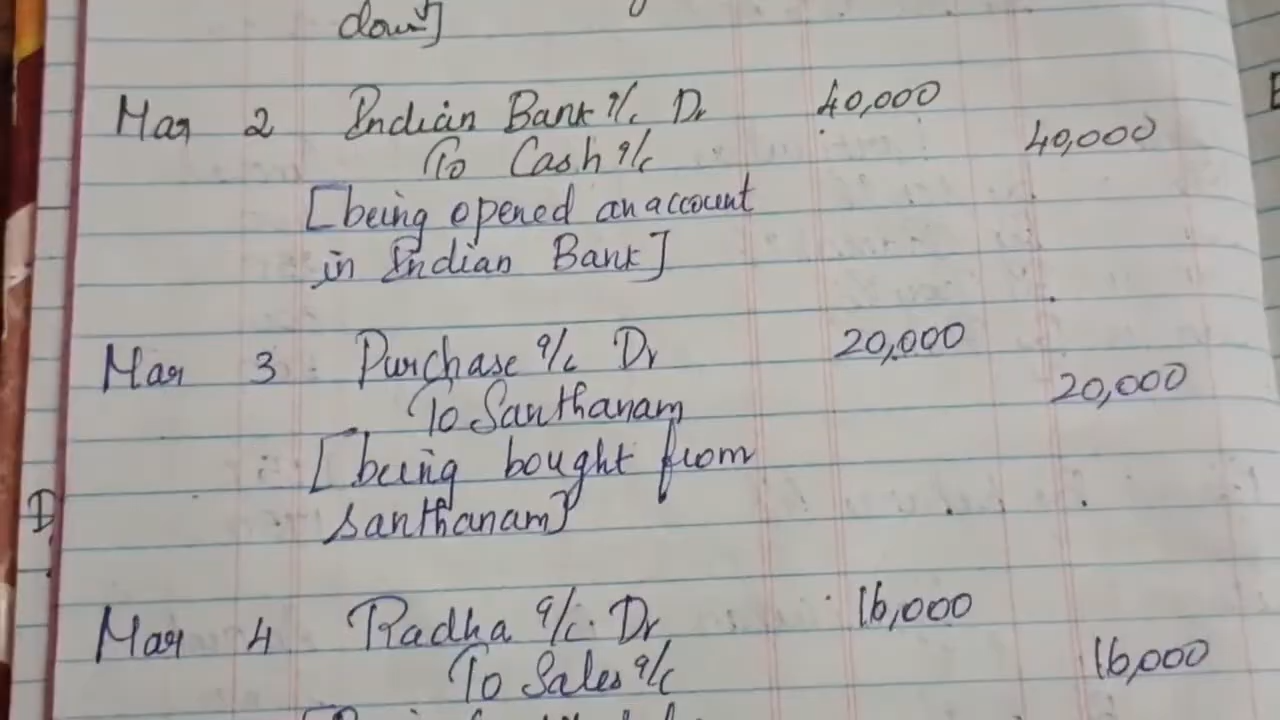 Mar 2 Indian Bank a/c Dr 40,000
To Cash a/c 40,000
[being opened an account
in Indian Bank]
Mar 3 Purchase a/c Dr 20,000
To Santhanam 20,000
[being bought from
santhanam]
Mar 4 Radha a/c. Dr 16,000
To Sales a/c 16,000